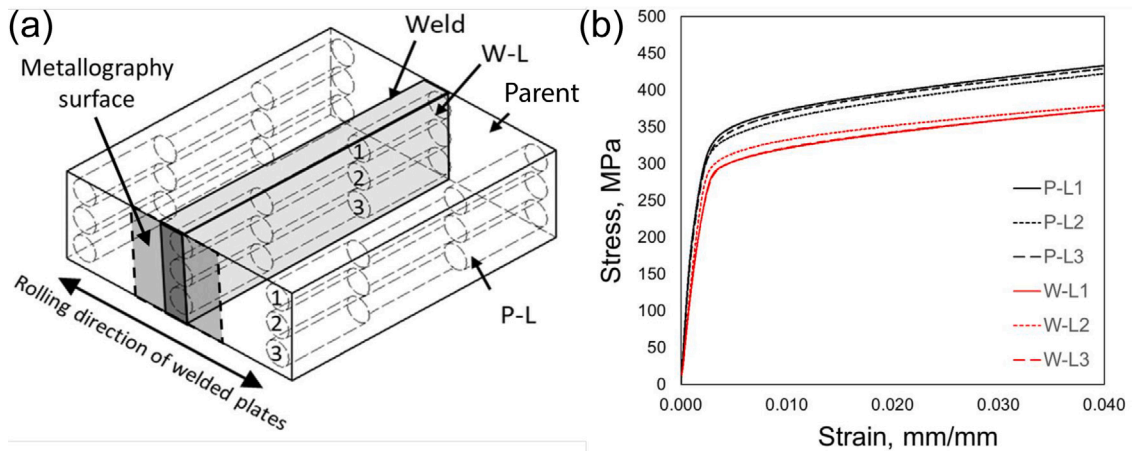 (a)
Weld
W-L
Metallography
surface
Parent
1
2
3
1
2
3
P-L
Rolling direction of
welded plates
(b)
500
450
400
350
300
250
200
150
100
50
0
Stress, MPa
P-L1
P-L2
P-L3
W-L1
W-L2
W-L3
0.000
0.010
0.020
0.030
0.040
Strain, mm/mm